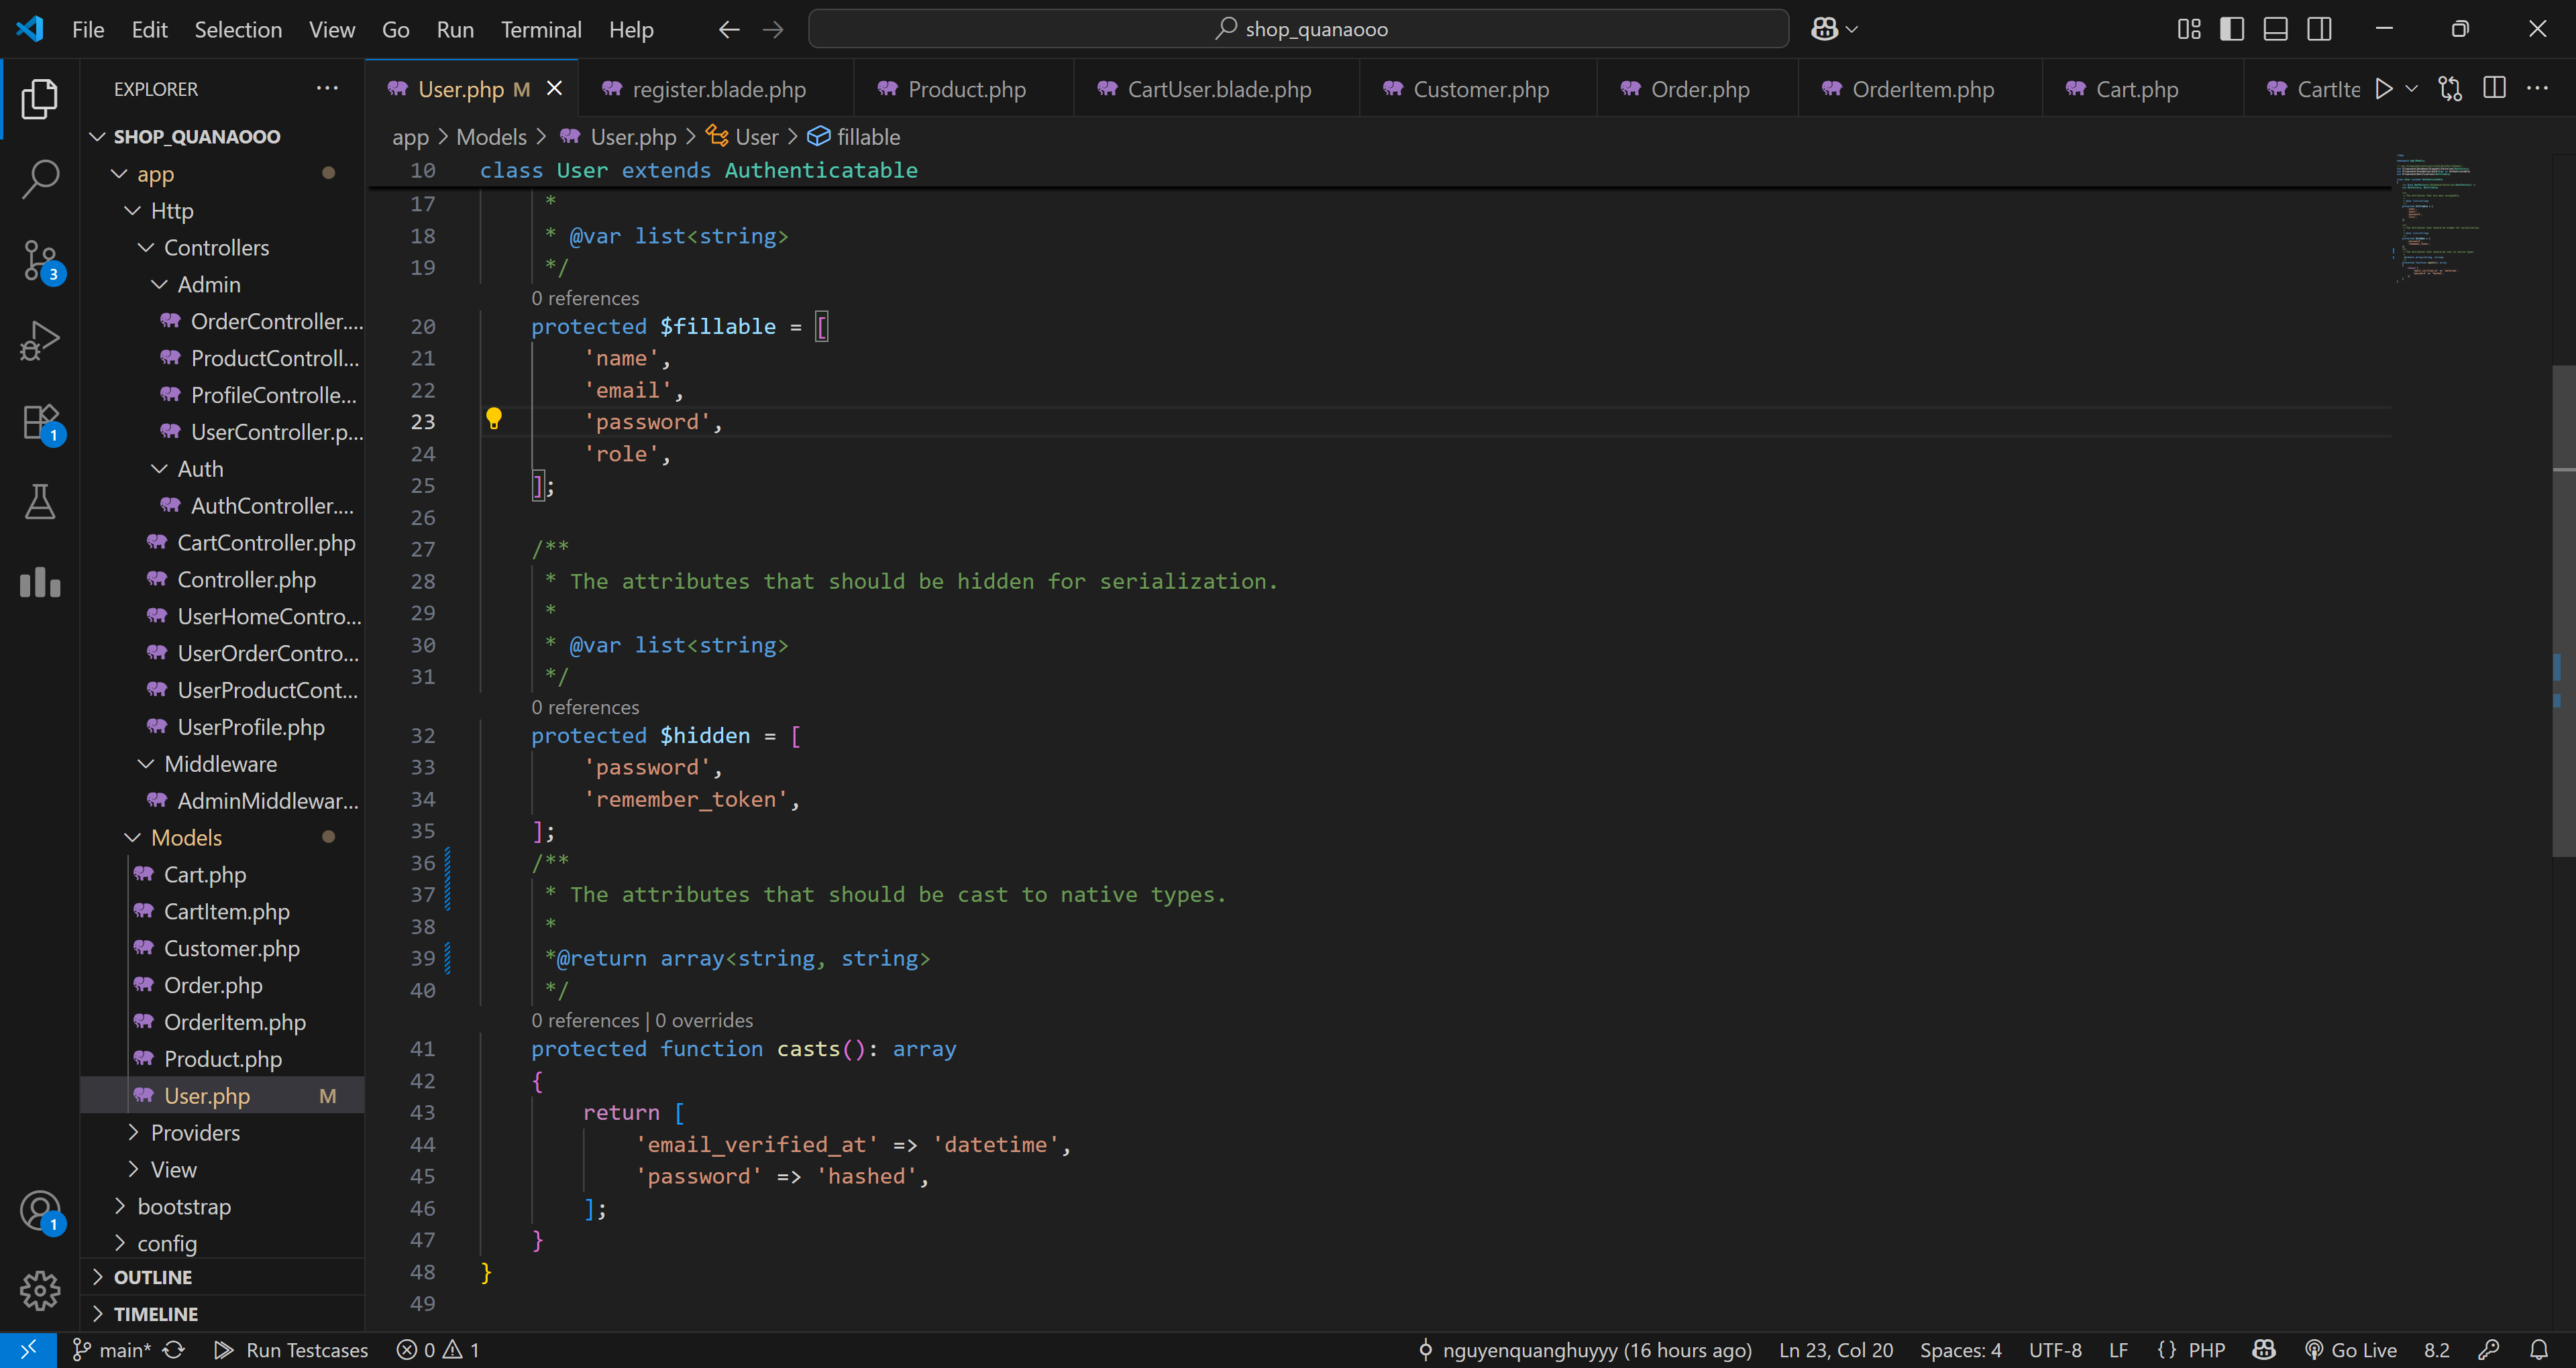 File Edit Selection View Go Run Terminal Help shop_quanaooo
EXPLORER
User.php M register.blade.php Product.php CartUser.blade.php Customer.php Order.php OrderItem.php Cart.php CartIte
SHOP_QUANAOOO
app > Models > User.php > User > fillable
app
Http
Controllers
Admin
OrderController....
ProductControll...
ProfileControlle...
UserController.p...
Auth
AuthController....
CartController.php
Controller.php
UserHomeContro...
UserOrderContro...
UserProductCont...
UserProfile.php
Middleware
AdminMiddlewar...
Models
Cart.php
CartItem.php
Customer.php
Order.php
OrderItem.php
Product.php
User.php M
Providers
View
bootstrap
config
OUTLINE
TIMELINE
3
1
1
10 class User extends Authenticatable
17 *
18 * @var list<string>
19 */
0 references
20 protected $fillable = [
21 'name',
22 'email',
23 'password',
24 'role',
25 ];
26
27 /**
28 * The attributes that should be hidden for serialization.
29 *
30 * @var list<string>
31 */
0 references
32 protected $hidden = [
33 'password',
34 'remember_token',
35 ];
36 /**
37 * The attributes that should be cast to native types.
38 *
39 *@return array<string, string>
40 */
0 references | 0 overrides
41 protected function casts(): array
42 {
43 return [
44 'email_verified_at' => 'datetime',
45 'password' => 'hashed',
46 ];
47 }
48 }
49
main* Run Testcases 0 1 nguyenquanghuyyy (16 hours ago) Ln 23, Col 20 Spaces: 4 UTF-8 LF {} PHP Go Live 8.2